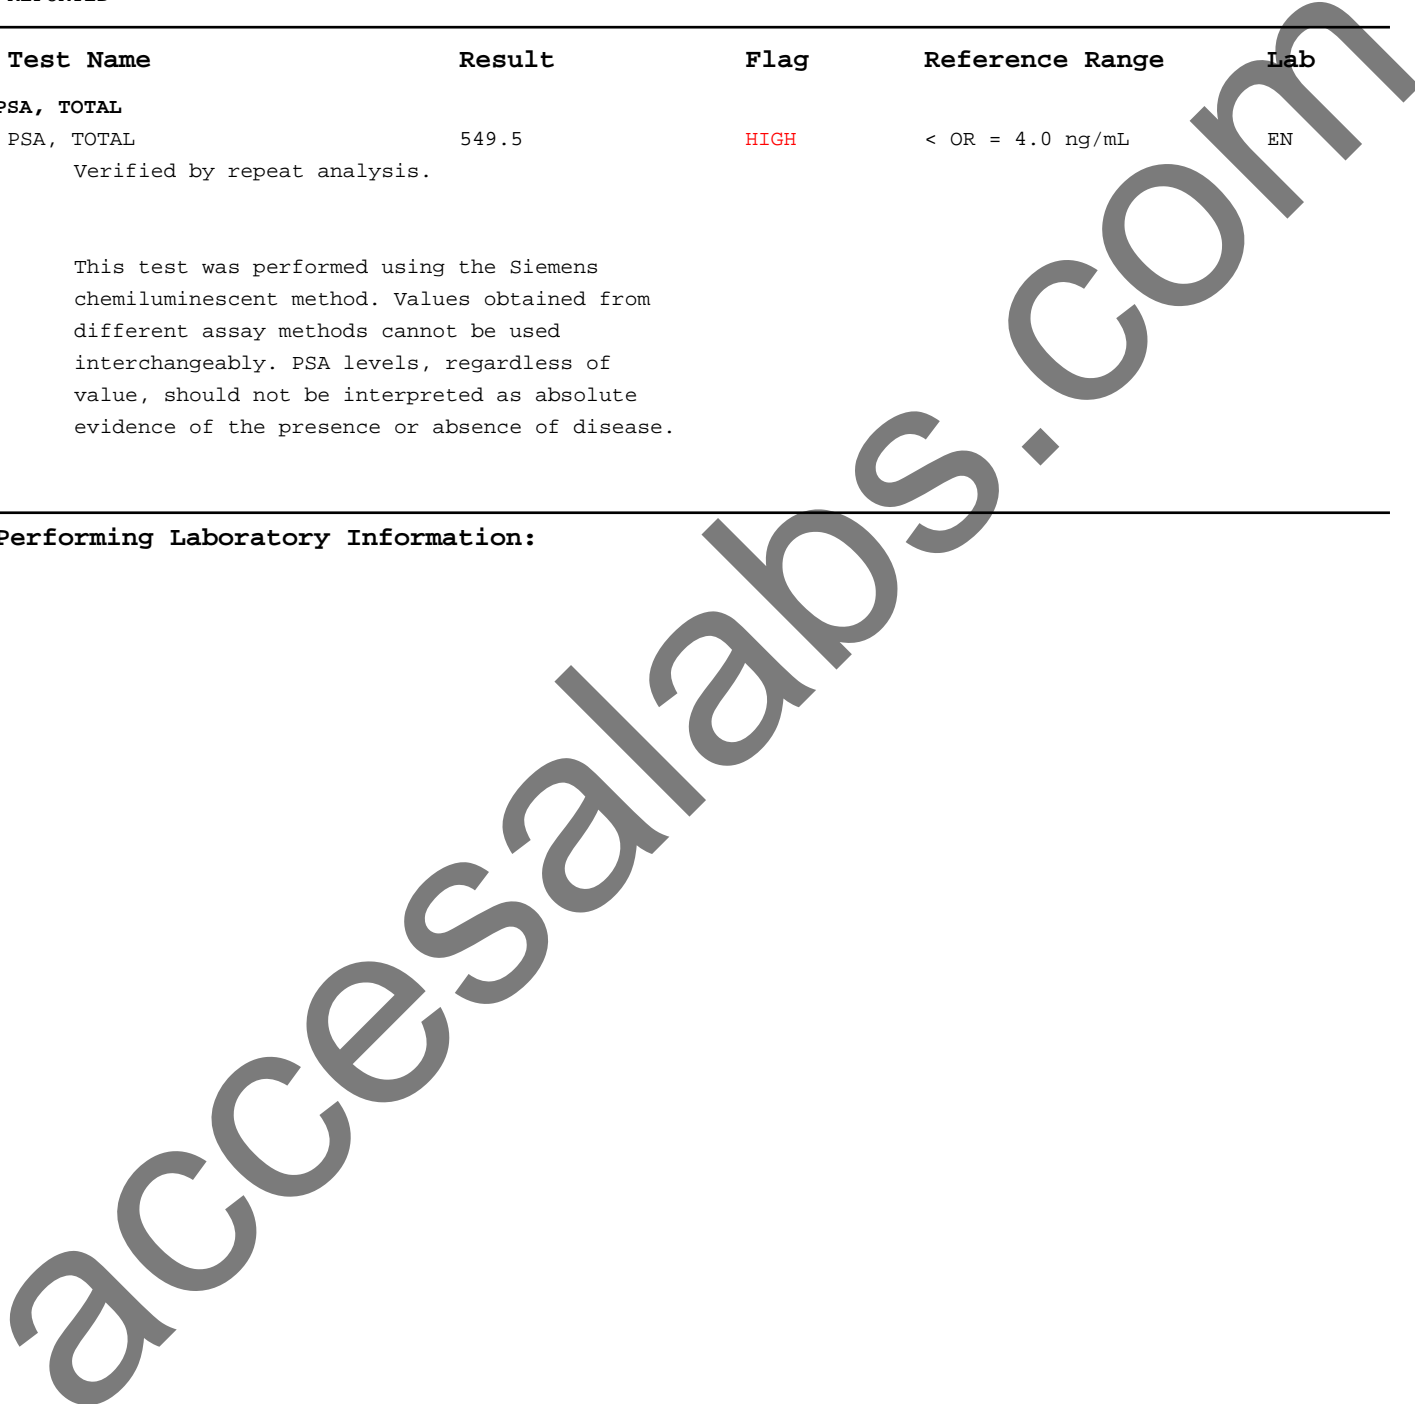 Test Name Result Flag Reference Range Lab
PSA, TOTAL
PSA, TOTAL 549.5 HIGH < OR = 4.0 ng/mL EN
Verified by repeat analysis.
This test was performed using the Siemens
chemiluminescent method. Values obtained from
different assay methods cannot be used
interchangeably. PSA levels, regardless of
value, should not be interpreted as absolute
evidence of the presence or absence of disease.
Performing Laboratory Information:
accesalabs.com